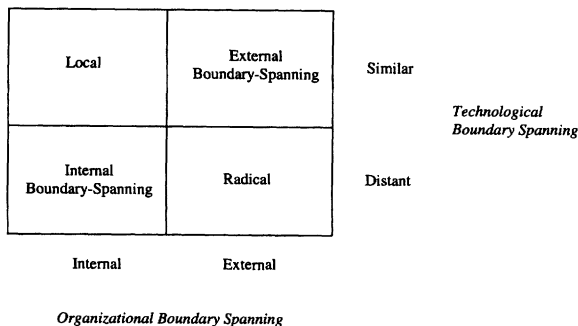 Local
External
Boundary-Spanning
Similar
Technological
Boundary Spanning
Internal
Boundary-Spanning
Radical
Distant
Internal
External
Organizational Boundary Spanning